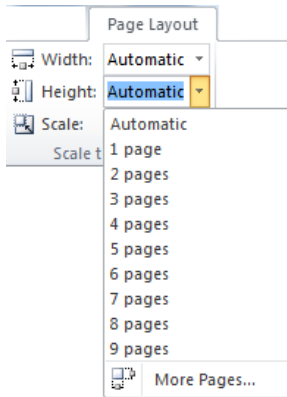 Page Layout
Width: Automatic
Height: Automatic
Scale: Automatic
Scale t 1 page
2 pages
3 pages
4 pages
5 pages
6 pages
7 pages
8 pages
9 pages
More Pages...